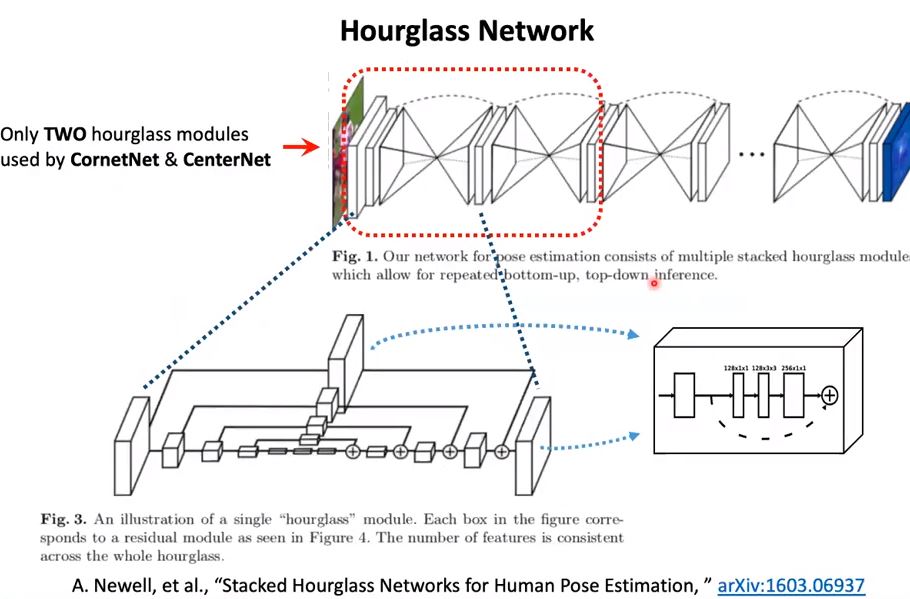 Hourglass Network
Only TWO hourglass modules
used by CornetNet & CenterNet
Fig. 1. Our network for pose estimation consists of multiple stacked hourglass module
which allow for repeated bottom-up, top-down inference.
128x1x1 128x3x3 256x1x1
Fig. 3. An illustration of a single “hourglass” module. Each box in the figure corre-
sponds to a residual module as seen in Figure 4. The number of features is consistent
across the whole hourglass.
A. Newell, et al., “Stacked Hourglass Networks for Human Pose Estimation, ” arXiv:1603.06937